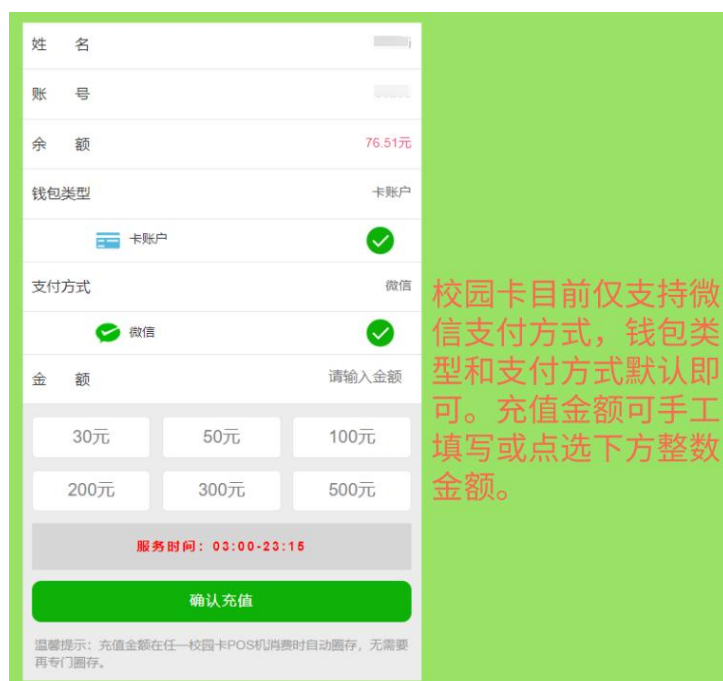 姓 名
账 号
余 额 76.51元
钱包类型 卡账户
卡账户
支付方式 微信
微信
金 额 请输入金额
30元 50元 100元
200元 300元 500元
服务时间：03:00-23:15
确认充值
温馨提示：充值金额在任一校园卡POS机消费时自动圈存，无需要
再专门圈存。
校园卡目前仅支持微
信支付方式，钱包类
型和支付方式默认即
可。充值金额可手工
填写或点选下方整数
金额。